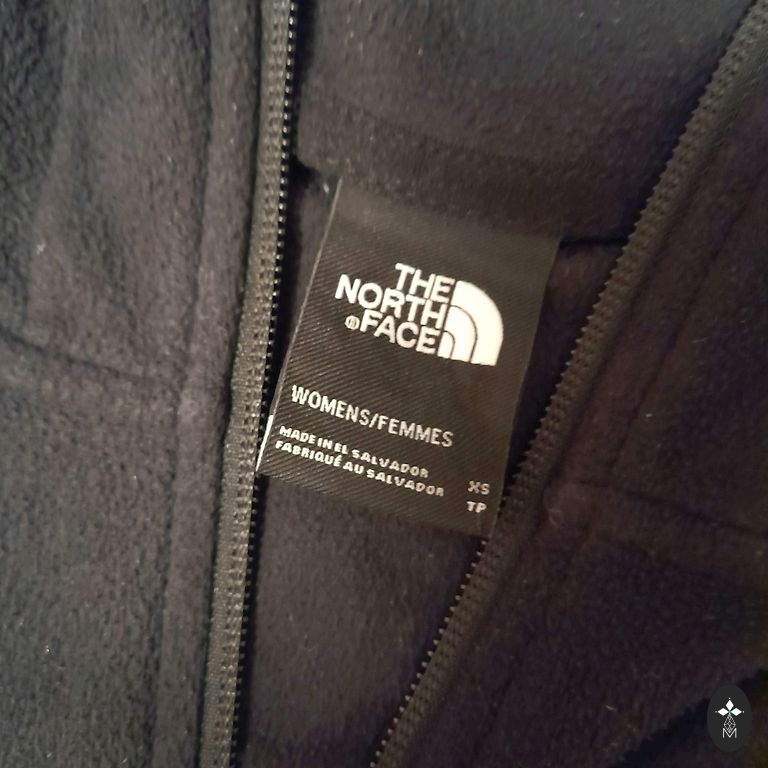 THE
NORTH
®FACE
WOMENS/FEMMES
MADE IN EL SALVADOR
FABRIQUÉ AU SALVADOR
XS
TP
M